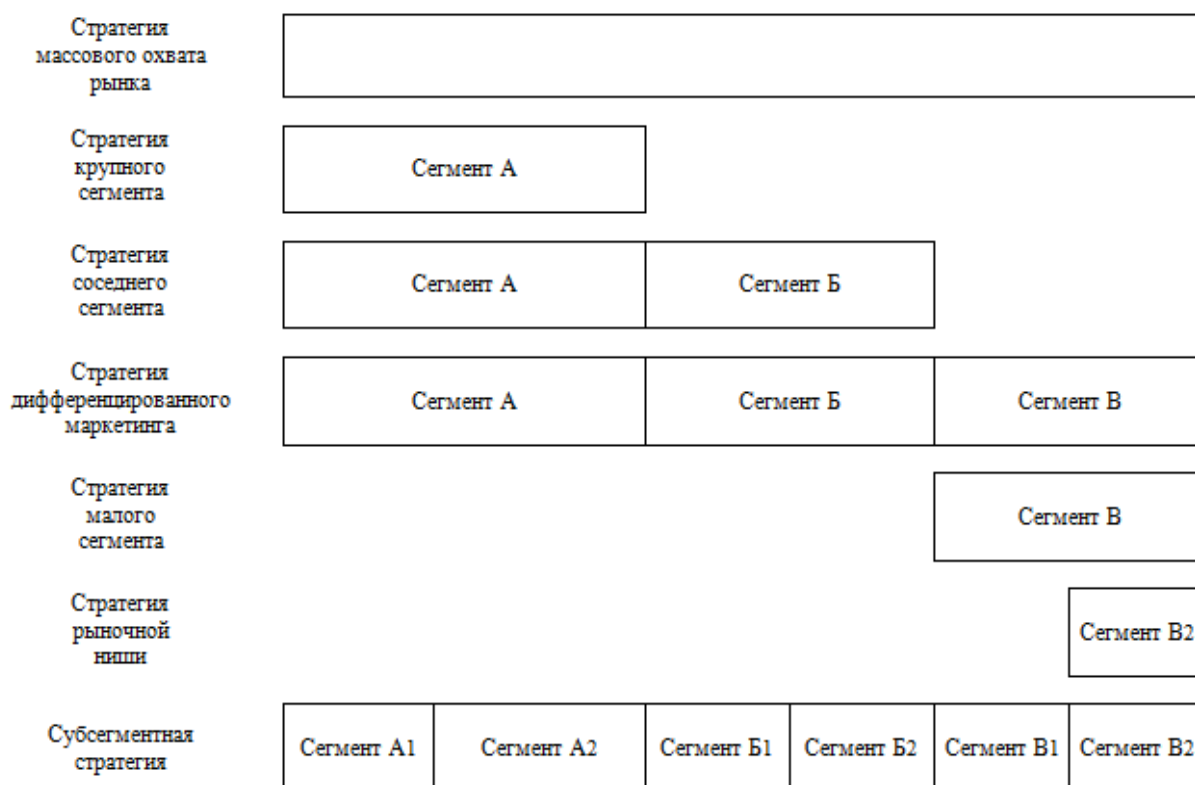 Стратегия
массового охвата
рынка
Стратегия
крупного
сегмента
Сегмент А
Стратегия
соседнего
сегмента
Сегмент А
Сегмент Б
Стратегия
дифференцированного
маркетинга
Сегмент А
Сегмент Б
Сегмент В
Стратегия
малого
сегмента
Сегмент В
Стратегия
рыночной
ниши
Сегмент В2
Субсегментная
стратегия
Сегмент А1
Сегмент А2
Сегмент Б1
Сегмент Б2
Сегмент В1
Сегмент В2